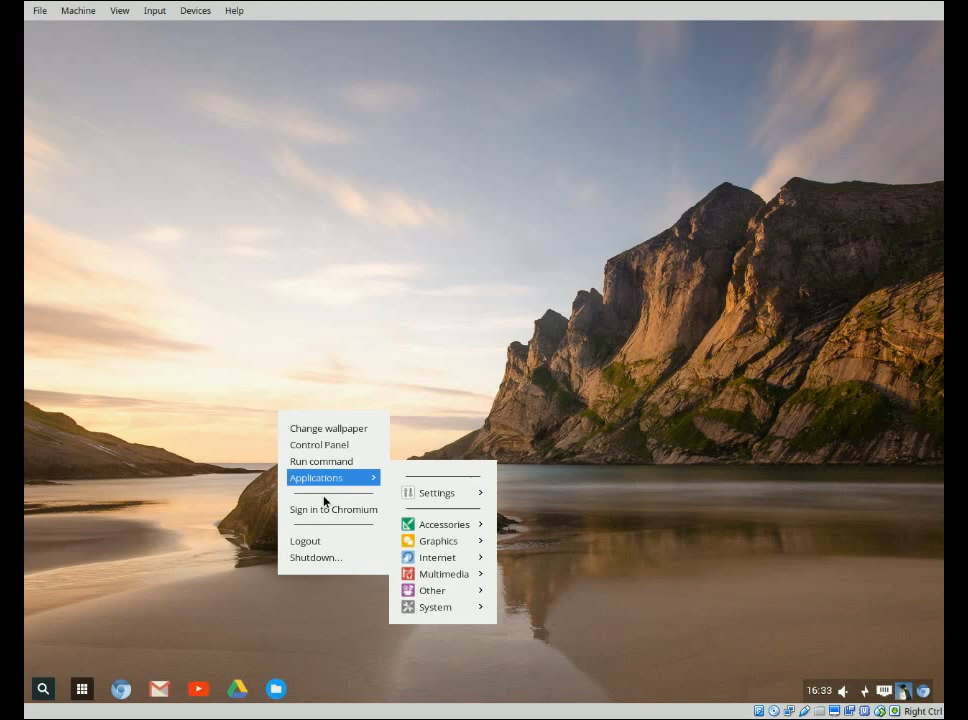 File Machine View Input Devices Help
Change wallpaper
Control Panel
Run command
Applications
Sign in to Chromium
Logout
Shutdown...
Settings
Accessories
Graphics
Internet
Multimedia
Other
System
16:33
Right Ctrl